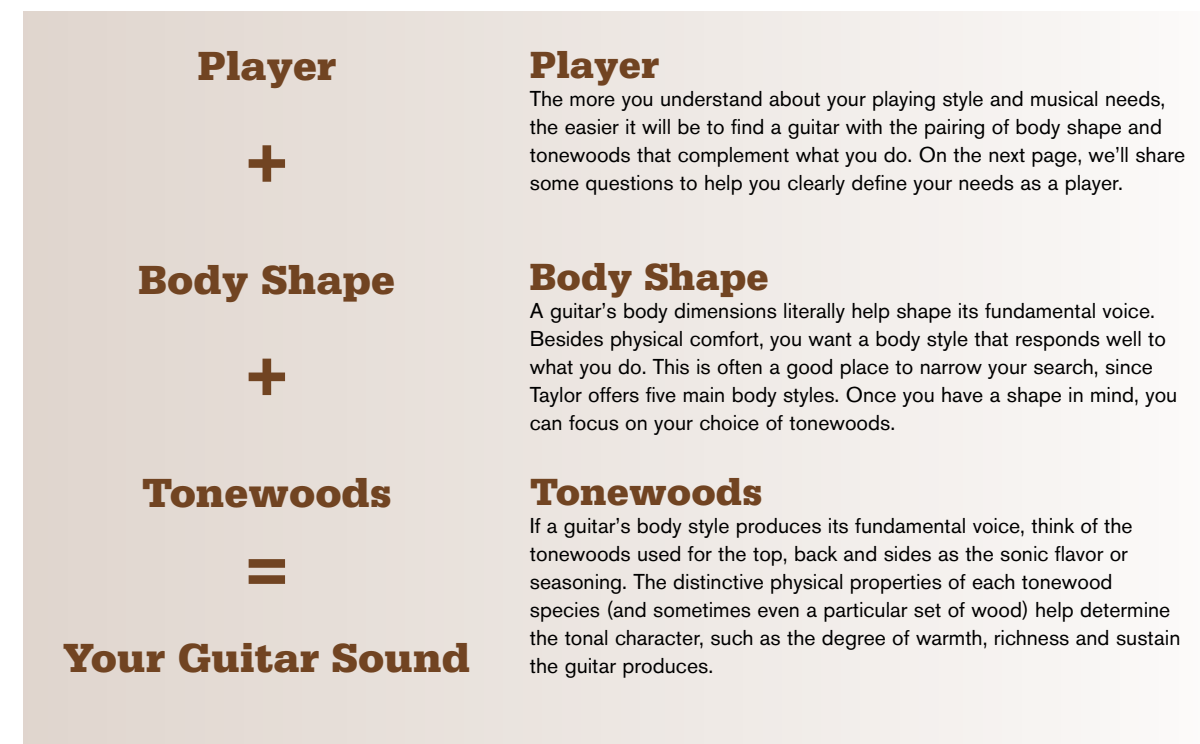 Player
+
Body Shape
+
Tonewoods
=
Your Guitar Sound
Player
The more you understand about your playing style and musical needs,
the easier it will be to find a guitar with the pairing of body shape and
tonewoods that complement what you do. On the next page, we’ll share
some questions to help you clearly define your needs as a player.
Body Shape
A guitar’s body dimensions literally help shape its fundamental voice.
Besides physical comfort, you want a body style that responds well to
what you do. This is often a good place to narrow your search, since
Taylor offers five main body styles. Once you have a shape in mind, you
can focus on your choice of tonewoods.
Tonewoods
If a guitar’s body style produces its fundamental voice, think of the
tonewoods used for the top, back and sides as the sonic flavor or
seasoning. The distinctive physical properties of each tonewood
species (and sometimes even a particular set of wood) help determine
the tonal character, such as the degree of warmth, richness and sustain
the guitar produces.